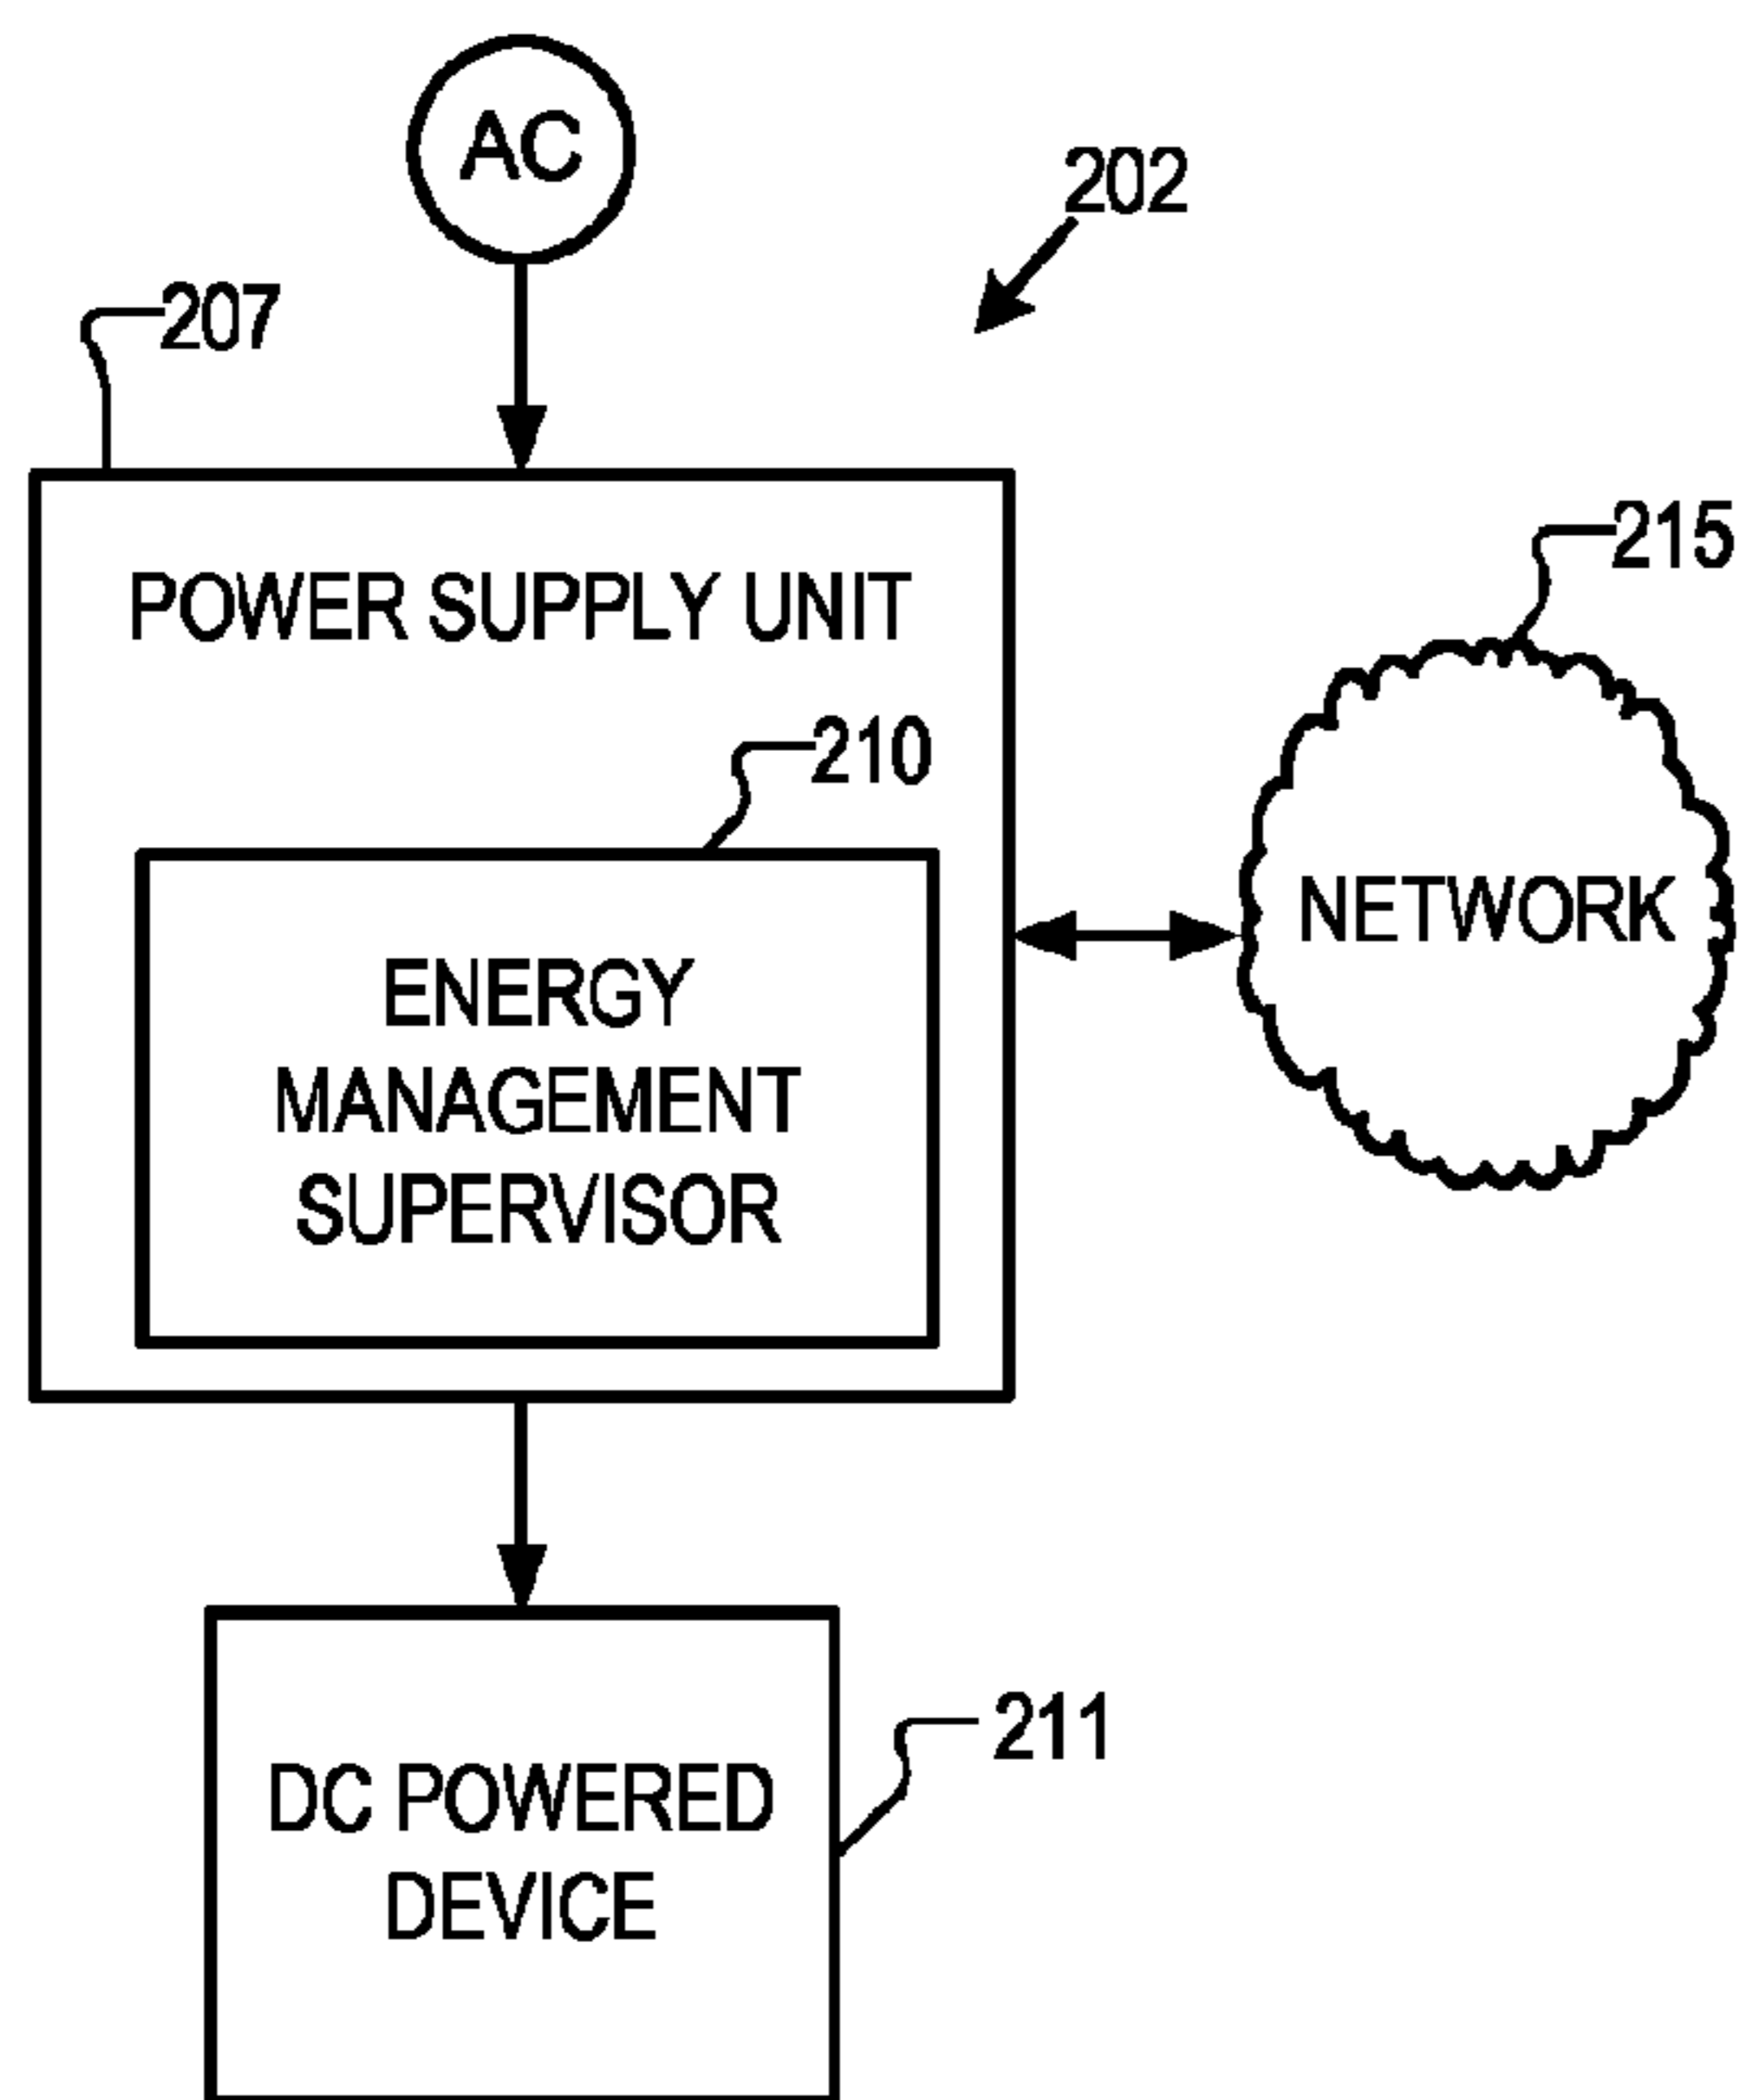 AC
202
207
POWER SUPPLY UNIT
215
210
NETWORK
ENERGY
MANAGEMENT
SUPERVISOR
211
DC POWERED
DEVICE